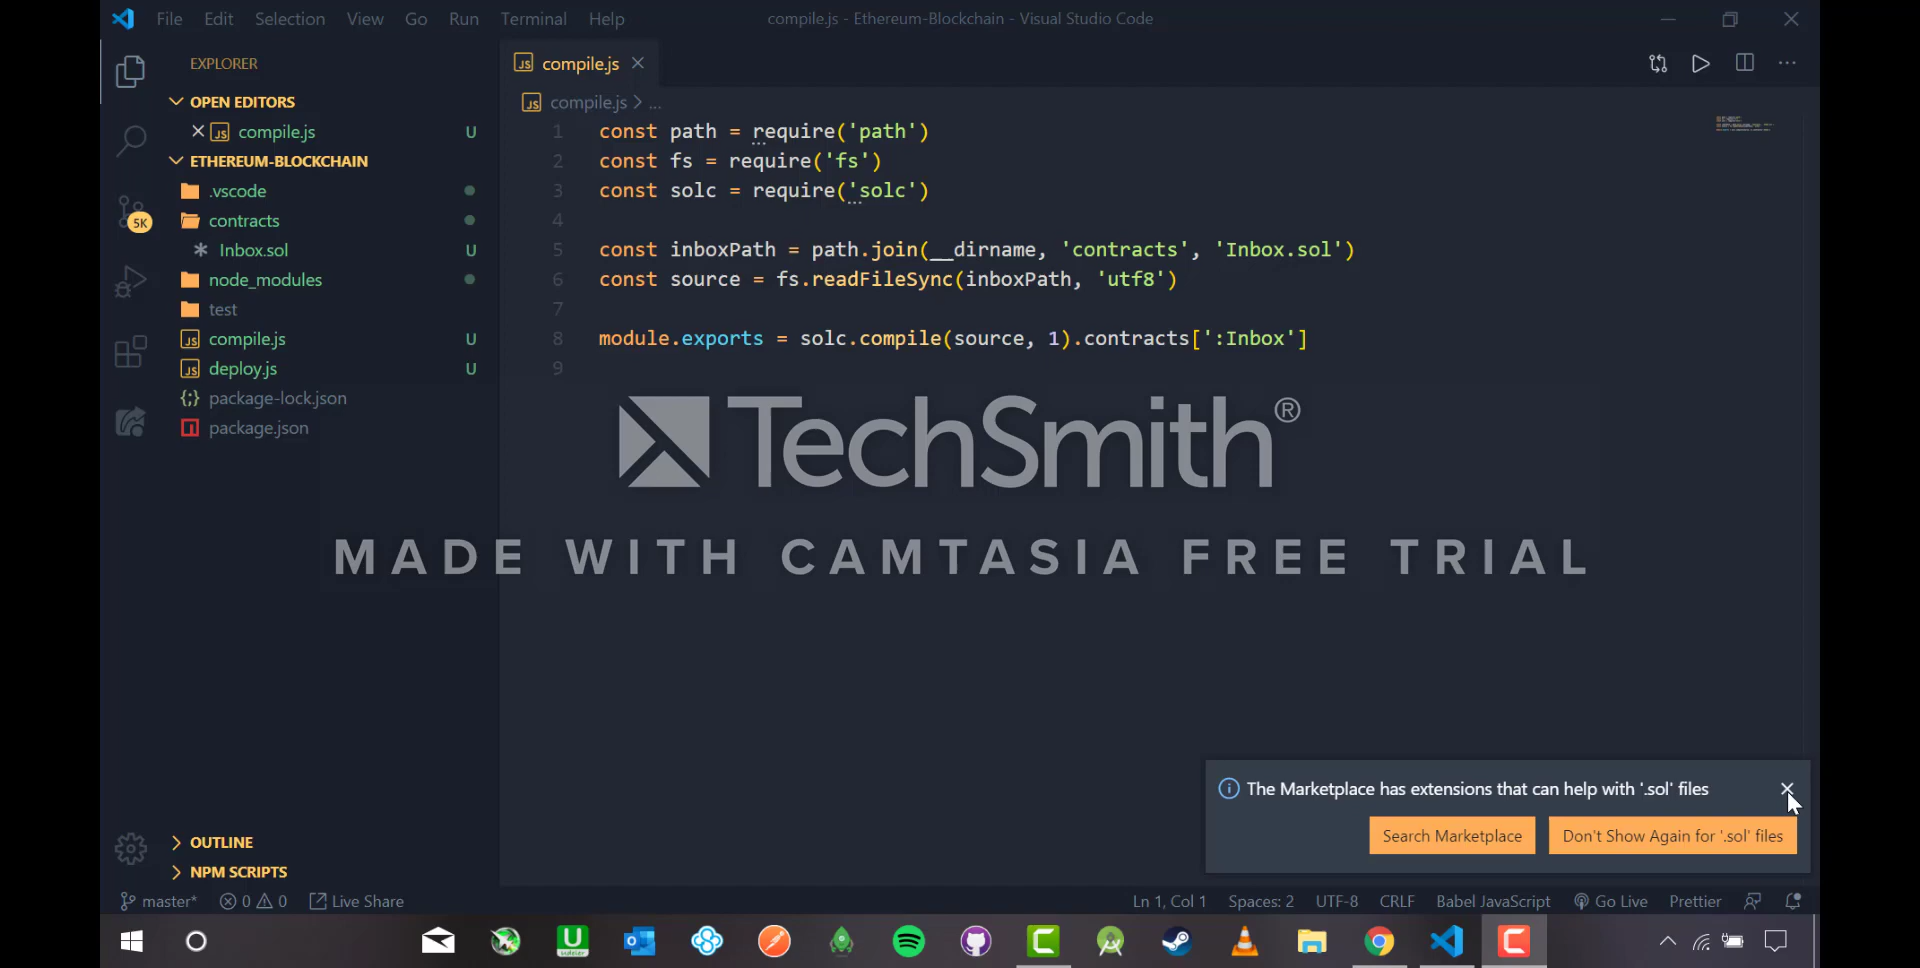 File Edit Selection View Go Run Terminal Help compile.js - Ethereum-Blockchain - Visual Studio Code
EXPLORER
OPEN EDITORS
JS compile.js U
ETHEREUM-BLOCKCHAIN
.vscode
contracts
Inbox.sol U
node_modules
test
JS compile.js U
JS deploy.js U
package-lock.json
package.json
OUTLINE
NPM SCRIPTS
5K
JS compile.js
JS compile.js > ...
1 const path = require('path')
2 const fs = require('fs')
3 const solc = require('solc')
4
5 const inboxPath = path.join(__dirname, 'contracts', 'Inbox.sol')
6 const source = fs.readFileSync(inboxPath, 'utf8')
7
8 module.exports = solc.compile(source, 1).contracts[':Inbox']
9
TechSmith®
MADE WITH CAMTASIA FREE TRIAL
The Marketplace has extensions that can help with '.sol' files
Search Marketplace Don't Show Again for '.sol' files
master* 0 0 Live Share Ln 1, Col 1 Spaces: 2 UTF-8 CRLF Babel JavaScript Go Live Prettier
U udeler